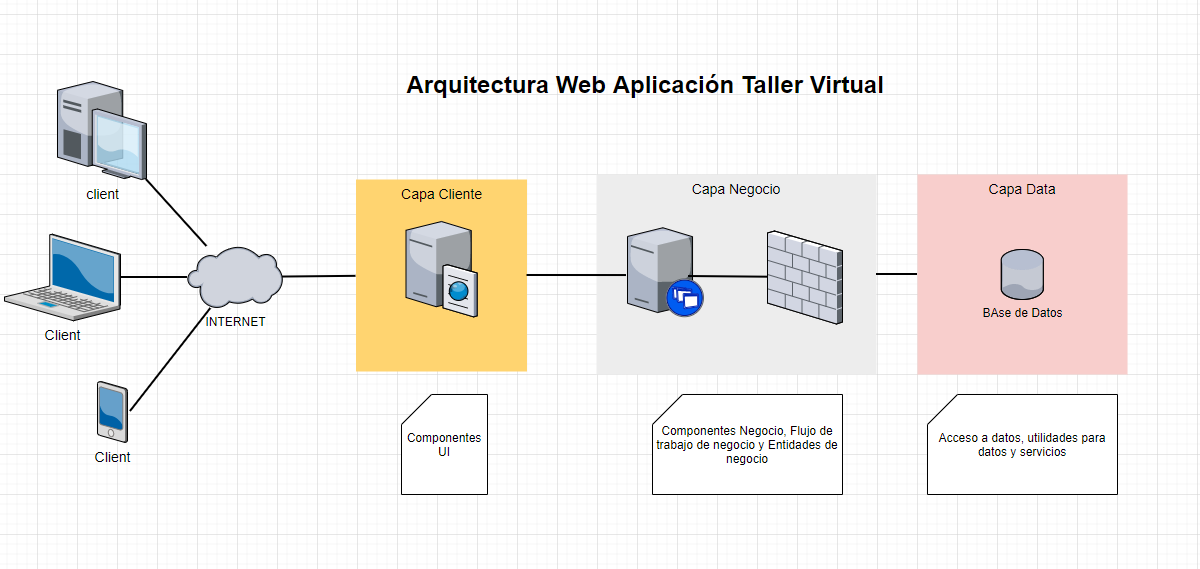 Arquitectura Web Aplicación Taller Virtual
client
Client
Client
INTERNET
Capa Cliente
Capa Negocio
Capa Data
BAse de Datos
Componentes
UI
Componentes Negocio, Flujo de
trabajo de negocio y Entidades de
negocio
Acceso a datos, utilidades para
datos y servicios